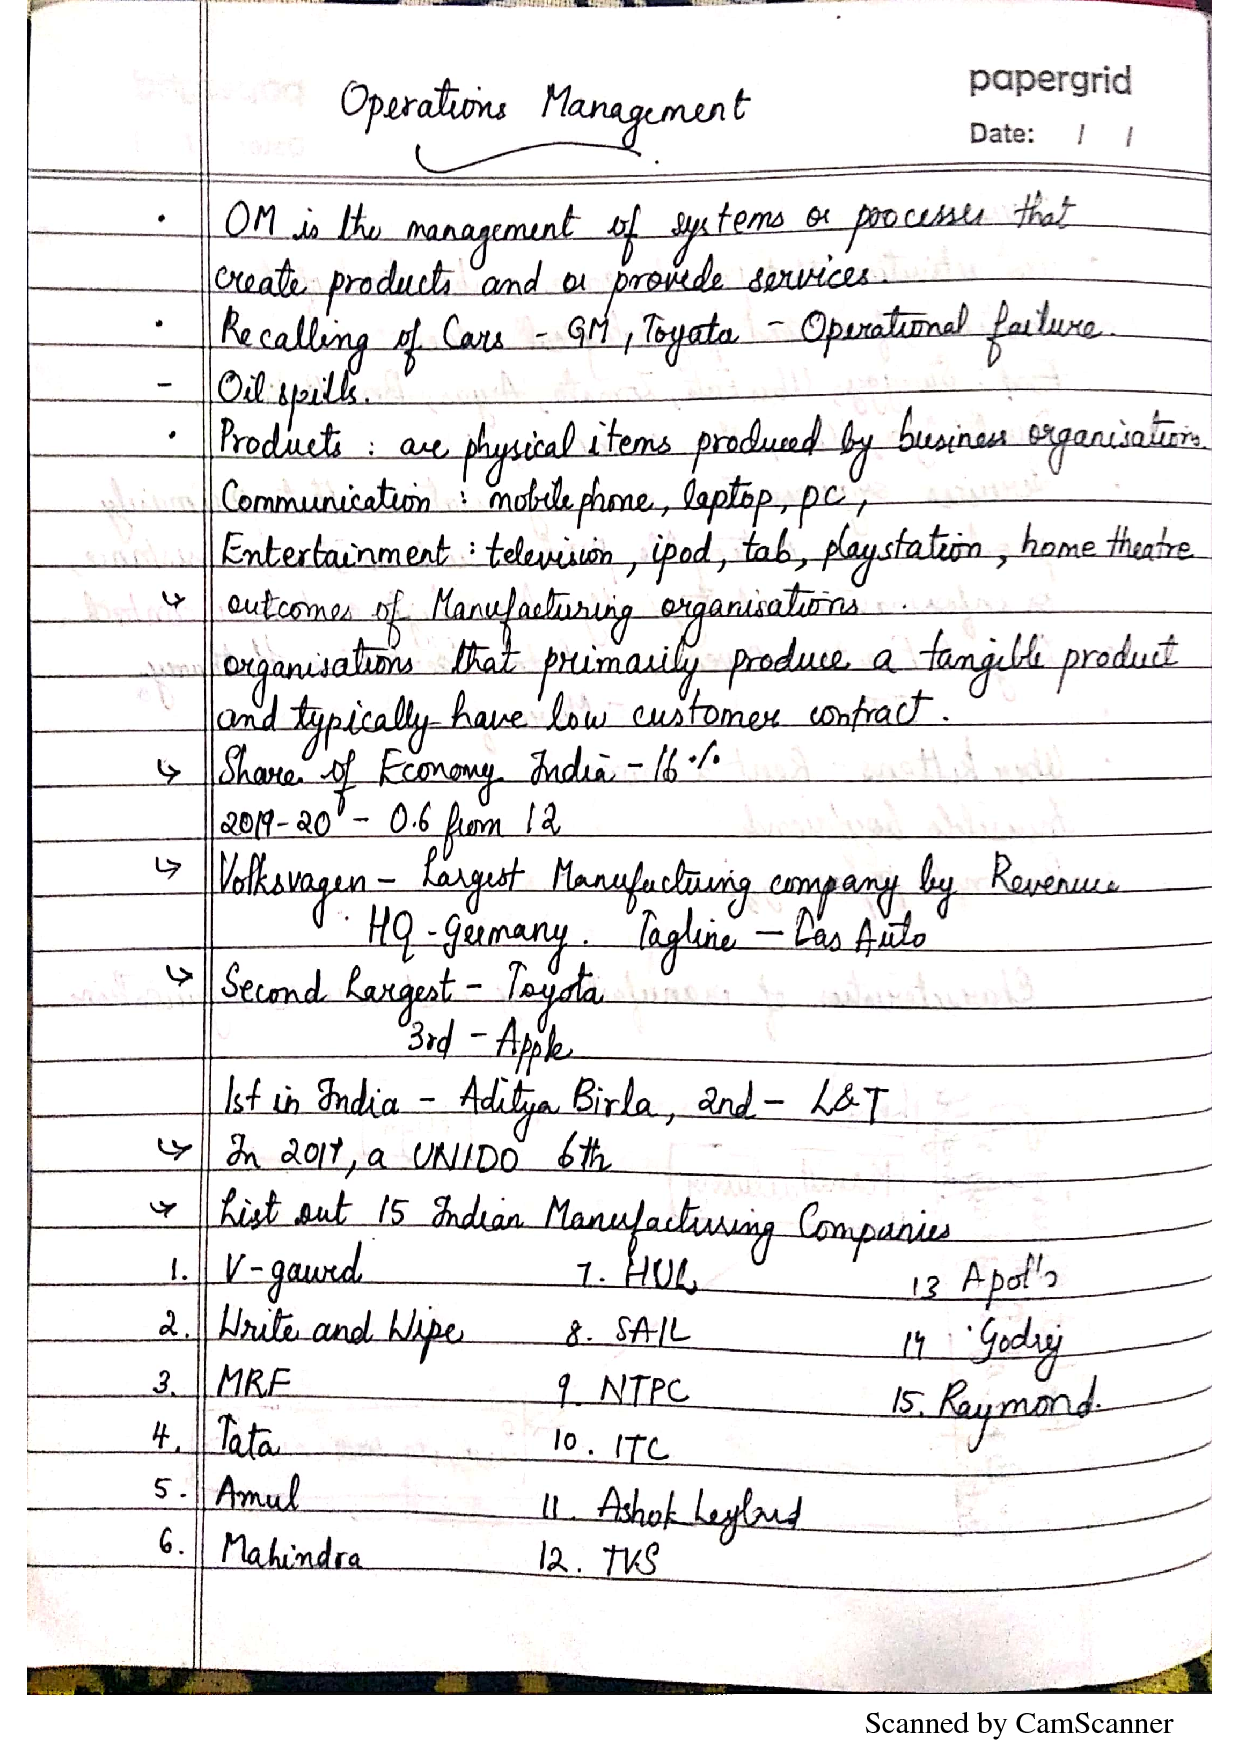 Operations Management
papergrid
Date: / /
. OM is the management of systems or processes that
create products and or provide services.
. Recalling of Cars - GM, Toyata - Operational failure.
- Oil spills.
. Products : are physical items produced by business organisations.
Communication : mobile phone, laptop, pc,
Entertainment : television, ipod, tab, playstation, home theatre
↳ outcomes of Manufacturing organisations.
organisations that primarily produce a tangible product
and typically have low customer contract.
↳ Share of Economy India - 16 %
2019-20 - 0.6 from 12
↳ Volksvagen - Largest Manufacturing company by Revenue
HQ - Germany. Tagline - Das Auto
↳ Second Largest - Toyota
3rd - Apple
1st in India - Aditya Birla, 2nd - L&T
↳ In 2017, a UNIDO 6th
↳ List out 15 Indian Manufacturing Companies
1. V-gaurd 7. HUL 13 Apollo
2. Write and Wipe 8. SAIL 14 Godrej
3. MRF 9. NTPC 15. Raymond.
4. Tata 10. ITC
5. Amul 11. Ashok Leyland
6. Mahindra 12. TVS
Scanned by CamScanner